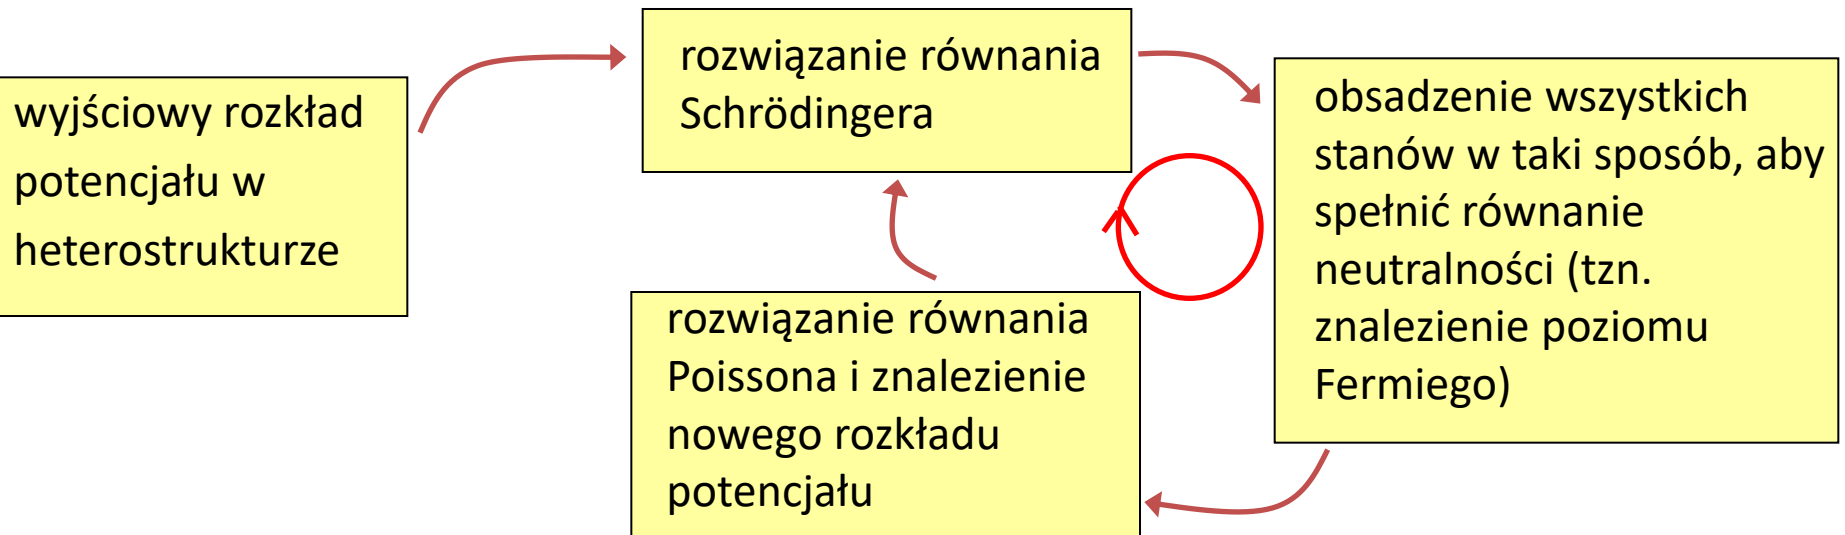 wyjściowy rozkład
potencjału w
heterostrukturze
rozwiązanie równania
Schrödingera
obsadzenie wszystkich
stanów w taki sposób, aby
spełnić równanie
neutralności (tzn.
znalezienie poziomu
Fermiego)
rozwiązanie równania
Poissona i znalezienie
nowego rozkładu
potencjału